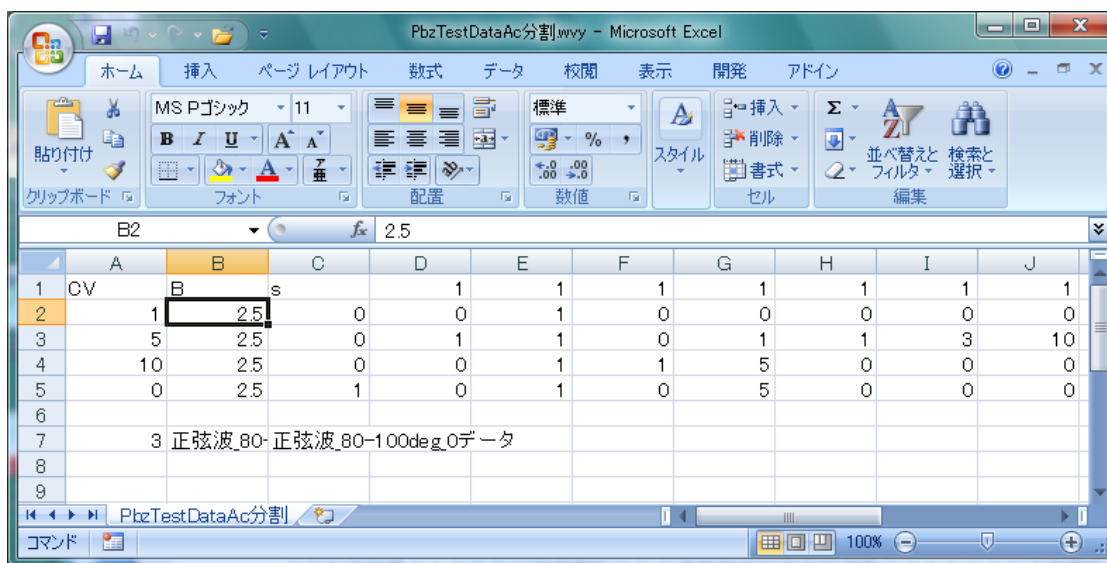 PbzTestDataAc分割.wvy - Microsoft Excel
ホーム 挿入 ページ レイアウト 数式 データ 校閲 表示 開発 アドイン
MS Pゴシック 11 標準 挿入 Σ
貼り付け B I U A A % , スタイル 削除 並べ替えと 検索と
A .0 .00 .00 .0 書式 フィルタ 選択
クリップボード フォント 配置 数値 セル 編集
B2 fx 2.5
A B C D E F G H I J
1 CV B s 1 1 1 1 1 1 1
2 1 2.5 0 0 1 0 0 0 0 0
3 5 2.5 0 1 1 0 1 1 3 10
4 10 2.5 0 0 1 1 5 0 0 0
5 0 2.5 1 0 1 0 5 0 0 0
6
7 3 正弦波_80- 正弦波_80-100deg_0データ
8
9
PbzTestDataAc分割
コマンド 100%